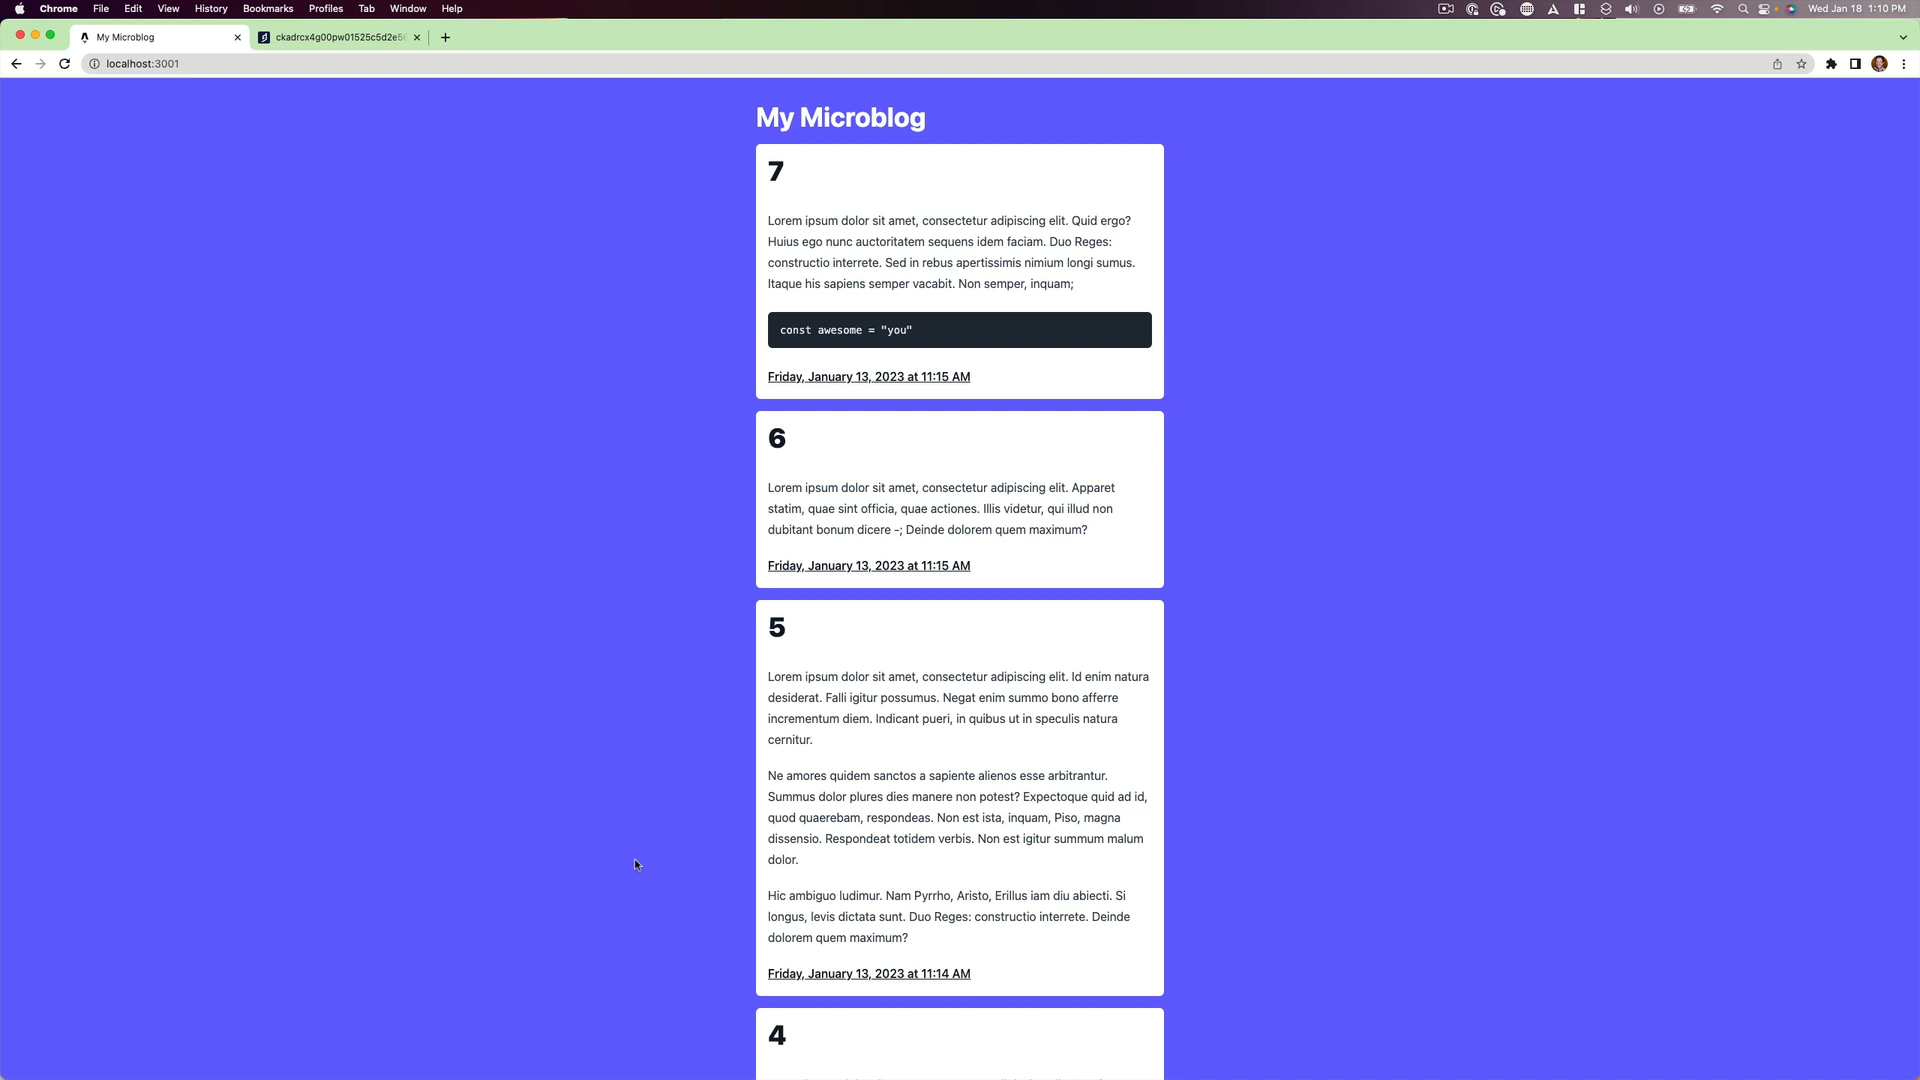 Chrome File Edit View History Bookmarks Profiles Tab Window Help Wed Jan 18 1:10 PM
My Microblog ckadrcx4g00pw01525c5d2e5
localhost:3001
My Microblog
7
Lorem ipsum dolor sit amet, consectetur adipiscing elit. Quid ergo?
Huius ego nunc auctoritatem sequens idem faciam. Duo Reges:
constructio interrete. Sed in rebus apertissimis nimium longi sumus.
Itaque his sapiens semper vacabit. Non semper, inquam;
const awesome = "you"
Friday, January 13, 2023 at 11:15 AM
6
Lorem ipsum dolor sit amet, consectetur adipiscing elit. Apparet
statim, quae sint officia, quae actiones. Illis videtur, qui illud non
dubitant bonum dicere -; Deinde dolorem quem maximum?
Friday, January 13, 2023 at 11:15 AM
5
Lorem ipsum dolor sit amet, consectetur adipiscing elit. Id enim natura
desiderat. Falli igitur possumus. Negat enim summo bono afferre
incrementum diem. Indicant pueri, in quibus ut in speculis natura
cernitur.
Ne amores quidem sanctos a sapiente alienos esse arbitrantur.
Summus dolor plures dies manere non potest? Expectoque quid ad id,
quod quaerebam, respondeas. Non est ista, inquam, Piso, magna
dissensio. Respondeat totidem verbis. Non est igitur summum malum
dolor.
Hic ambiguo ludimur. Nam Pyrrho, Aristo, Erillus iam diu abiecti. Si
longus, levis dictata sunt. Duo Reges: constructio interrete. Deinde
dolorem quem maximum?
Friday, January 13, 2023 at 11:14 AM
4